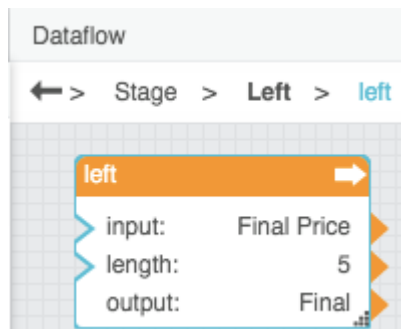 Dataflow
> Stage > Left > left
left
input: Final Price
length: 5
output: Final